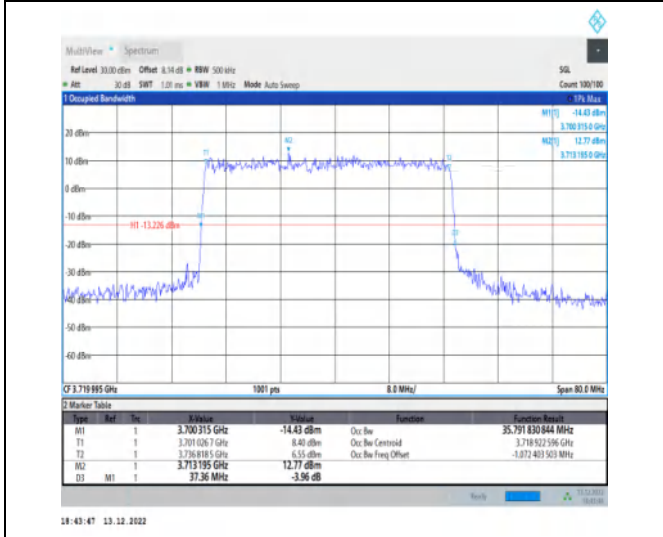 MultiView Spectrum
Ref Level 30.00 dBm Offset 8.14 dB RBW 500 kHz SGL
Att 30 dB SWT 1.01 ms VBW 1 MHz Mode Auto Sweep Count 100/100
1 Occupied Bandwidth 1Pk Max
M1[1] -14.43 dBm
3.700 315 0 GHz
M2[1] 12.77 dBm
3.713 195 0 GHz
20 dBm
M2
T1
10 dBm
0 dBm
-10 dBm
H1 -13.226 dBm
-20 dBm
D3
-30 dBm
-40 dBm
-50 dBm
-60 dBm
CF 3.719 995 GHz 1001 pts 8.0 MHz/ Span 80.0 MHz
2 Marker Table
Type Ref Trc X-Value Y-Value Function Function Result
M1 1 3.700 315 GHz -14.43 dBm Occ Bw 35.791 830 844 MHz
T1 1 3.701 026 7 GHz 8.40 dBm Occ Bw Centroid 3.718 922 596 GHz
T2 1 3.736 818 5 GHz 6.55 dBm Occ Bw Freq Offset -1.072 403 503 MHz
M2 1 3.713 195 GHz 12.77 dBm
D3 M1 1 37.36 MHz -3.96 dB
Ready 13.12.2022
18:43:47 13.12.2022